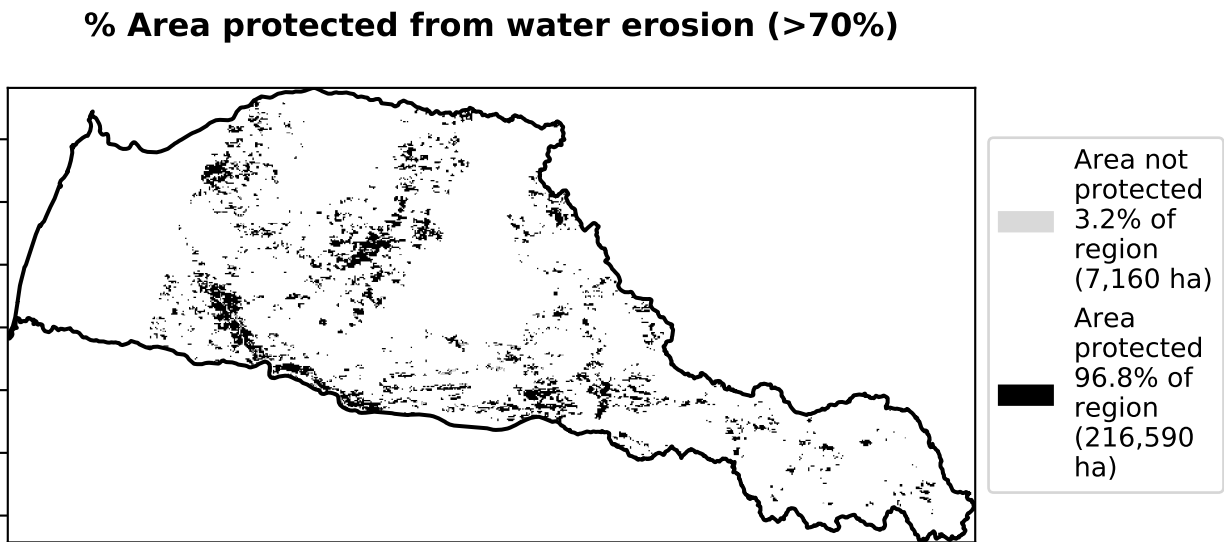 % Area protected from water erosion (>70%)
Area not
protected
3.2% of
region
(7,160 ha)
Area
protected
96.8% of
region
(216,590
ha)